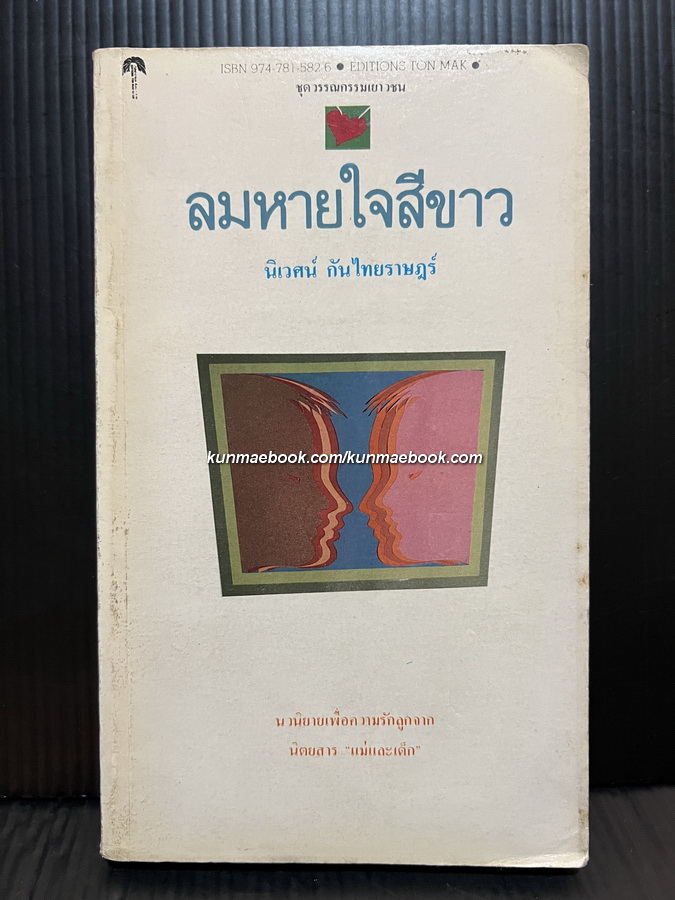 ISBN 974-781-582-6 ● EDITIONS TON MAK ●
ชุดวรรณกรรมเยาวชน
ลมหายใจสีขาว
นิเวศน์ กันไทยราษฎร์
kunmaebook.com/kunmaebook.com
นวนิยายเพื่อความรักลูกจาก
นิตยสาร "แม่และเด็ก"